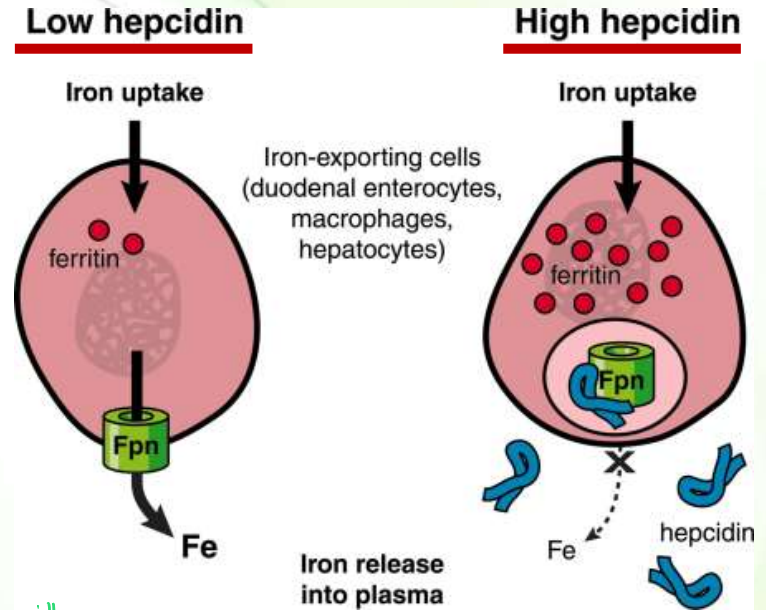 Low hepcidin
High hepcidin
Iron uptake
Iron uptake
Iron-exporting cells
(duodenal enterocytes,
macrophages,
hepatocytes)
ferritin
ferritin
Fpn
Fpn
Fe
Fe
hepcidin
Iron release
into plasma